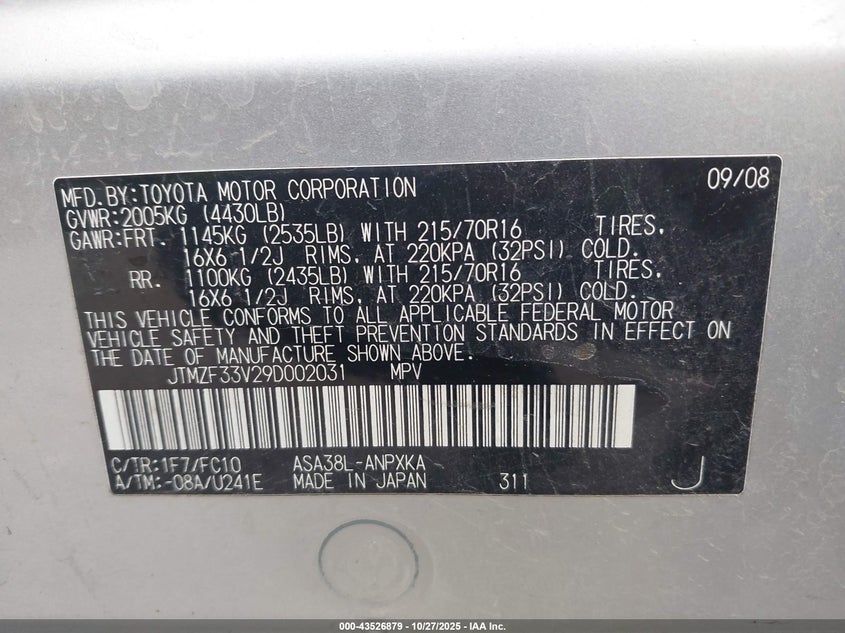 MFD.BY:TOYOTA MOTOR CORPORATION 09/08
GVWR:2005KG (4430LB)
GAWR:FRT. 1145KG (2535LB) WITH 215/70R16 TIRES,
16X6 1/2J RIMS, AT 220KPA (32PSI) COLD.
RR. 1100KG (2435LB) WITH 215/70R16 TIRES,
16X6 1/2J RIMS, AT 220KPA (32PSI) COLD.
THIS VEHICLE CONFORMS TO ALL APPLICABLE FEDERAL MOTOR
VEHICLE SAFETY AND THEFT PREVENTION STANDARDS IN EFFECT ON
THE DATE OF MANUFACTURE SHOWN ABOVE.
JTMZF33V29D002031 MPV
C/TR:1F7/FC10 ASA38L-ANPXKA
A/TM:-08A/U241E MADE IN JAPAN 311 J
000-43526879 - 10/27/2025 - IAA Inc.